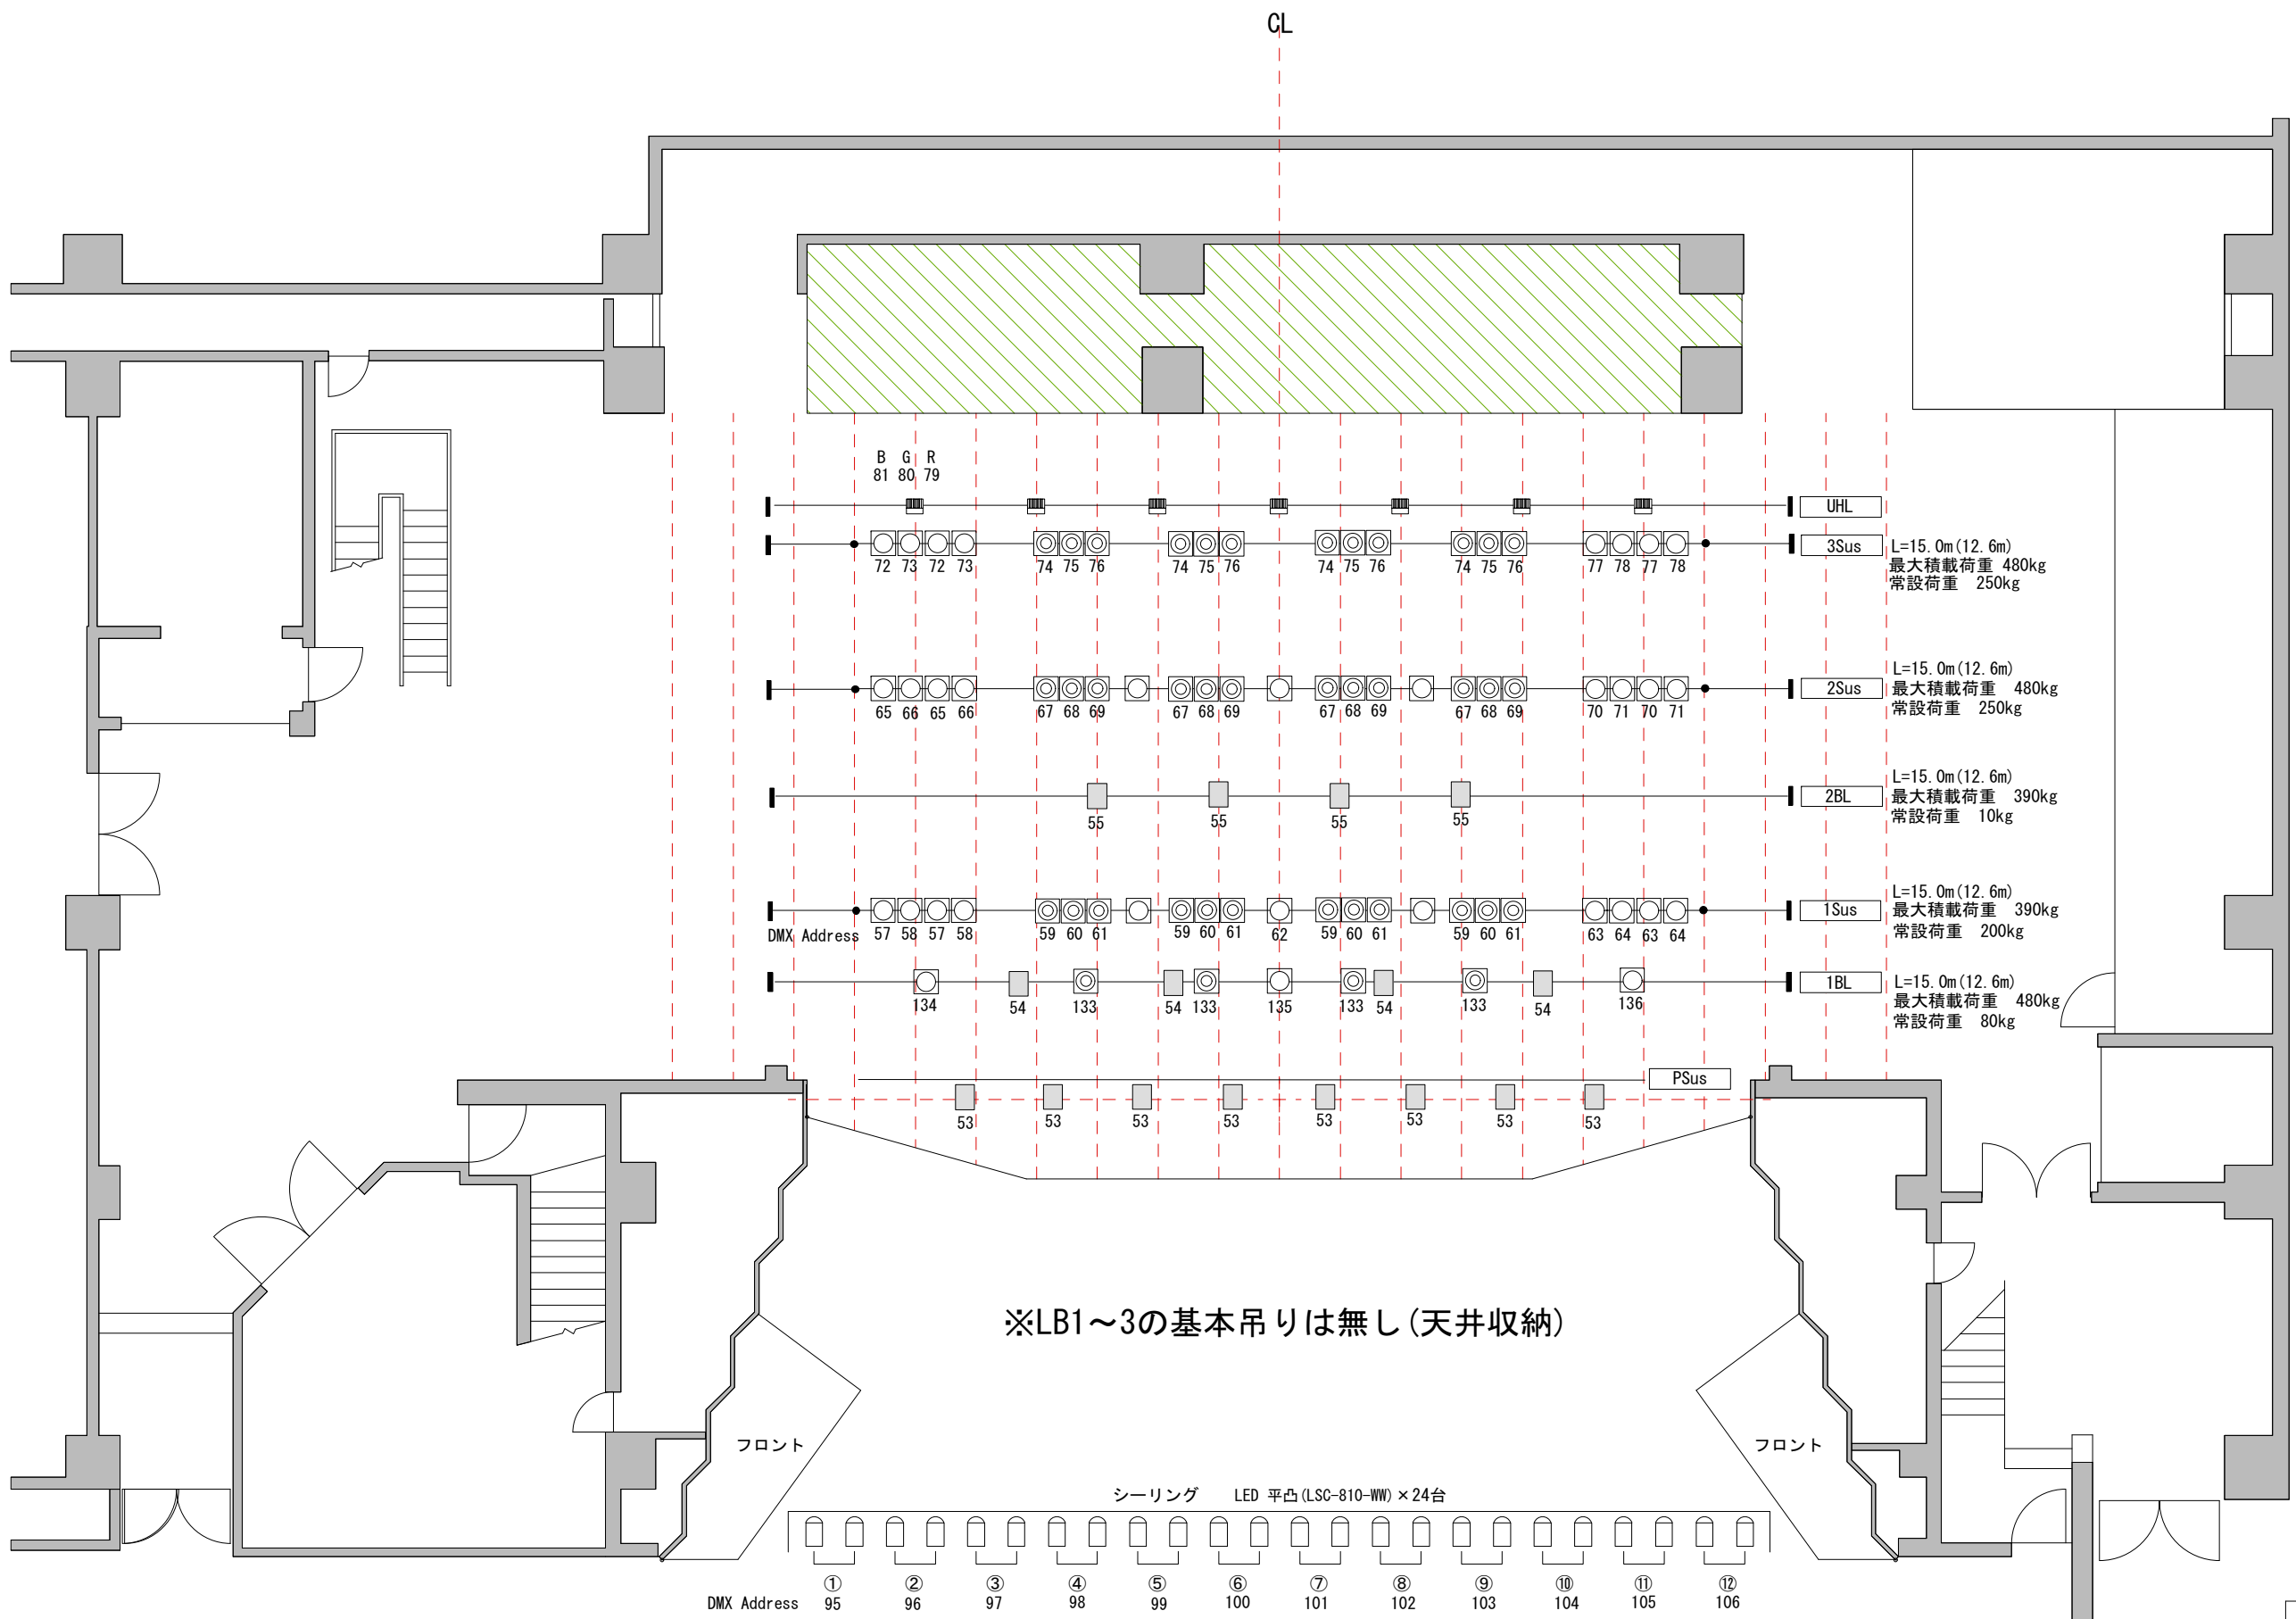 CL
B G R
81 80 79
UHL
3Sus
L=15.0m(12.6m)
最大積載荷重 480kg
常設荷重 250kg
72 73 72 73 74 75 76 74 75 76 74 75 76 74 75 76 77 78 77 78
2Sus
L=15.0m(12.6m)
最大積載荷重 480kg
常設荷重 250kg
65 66 65 66 67 68 69 67 68 69 67 68 69 67 68 69 70 71 70 71
2BL
L=15.0m(12.6m)
最大積載荷重 390kg
常設荷重 10kg
55 55 55 55
1Sus
L=15.0m(12.6m)
最大積載荷重 390kg
常設荷重 200kg
DMX Address 57 58 57 58 59 60 61 59 60 61 62 59 60 61 59 60 61 63 64 63 64
1BL
L=15.0m(12.6m)
最大積載荷重 480kg
常設荷重 80kg
134 54 133 54 133 135 133 54 133 54 136
PSus
53 53 53 53 53 53 53 53
※LB1～3の基本吊りは無し(天井収納)
フロント フロント
シーリング LED 平凸(LSC-810-WW)×24台
① ② ③ ④ ⑤ ⑥ ⑦ ⑧ ⑨ ⑩ ⑪ ⑫
DMX Address 95 96 97 98 99 100 101 102 103 104 105 106